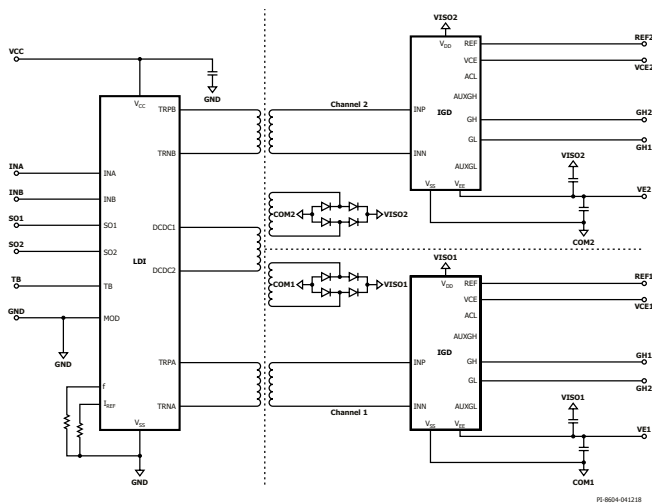 VISO2
VCC
VDD
REF
REF2
VCE
VCE2
ACL
GND
VCC
AUXGH
TRPB
Channel 2
INP
IGD
GH
GH2
GL
GH1
TRNB
INN
VISO2
AUXGL
INA
INA
INB
INB
VSS
VEE
VE2
SO1
SO1
DCDC1
COM2
VISO2
COM2
SO2
SO2
LDI
VISO1
DCDC2
VDD
REF
REF1
TB
TB
COM1
VISO1
VCE
VCE1
ACL
GND
MOD
AUXGH
GND
TRPA
INP
IGD
GH
GH1
GL
GH2
f
VISO1
IREF
TRNA
Channel 1
INN
AUXGL
VSS
VSS
VEE
VE1
GND
COM1
PI-8604-041218